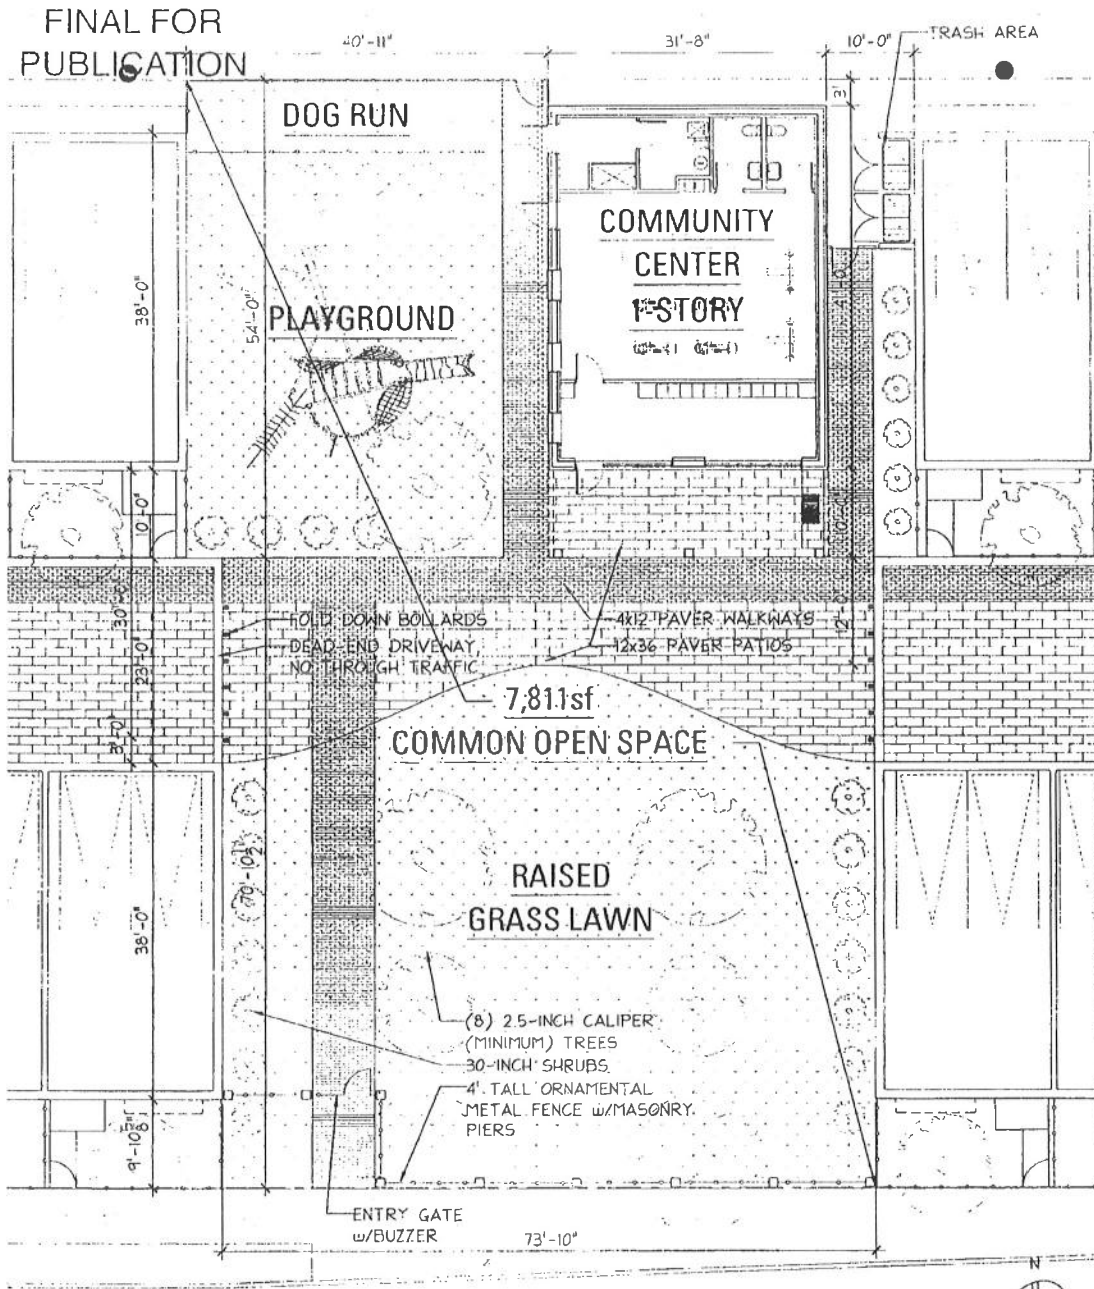 FINAL FOR
PUBLICATION
40'-11"
31'-8"
10'-0"
TRASH AREA
3'
DOG RUN
COMMUNITY
CENTER
1-STORY
38'-0"
54'-0"
PLAYGROUND
10'-0"
FOLD DOWN BOLLARDS
DEAD-END DRIVEWAY,
NO THROUGH TRAFFIC
4x12 PAVER WALKWAYS
12x36 PAVER PATIOS
30'-0"
23'-0"
12'-0"
7,811sf
COMMON OPEN SPACE
RAISED
GRASS LAWN
38'-0"
(8) 2.5-INCH CALIPER
(MINIMUM) TREES
30-INCH SHRUBS
4' TALL ORNAMENTAL
METAL FENCE w/MASONRY
PIERS
ENTRY GATE
w/BUZZER
73'-10"
N